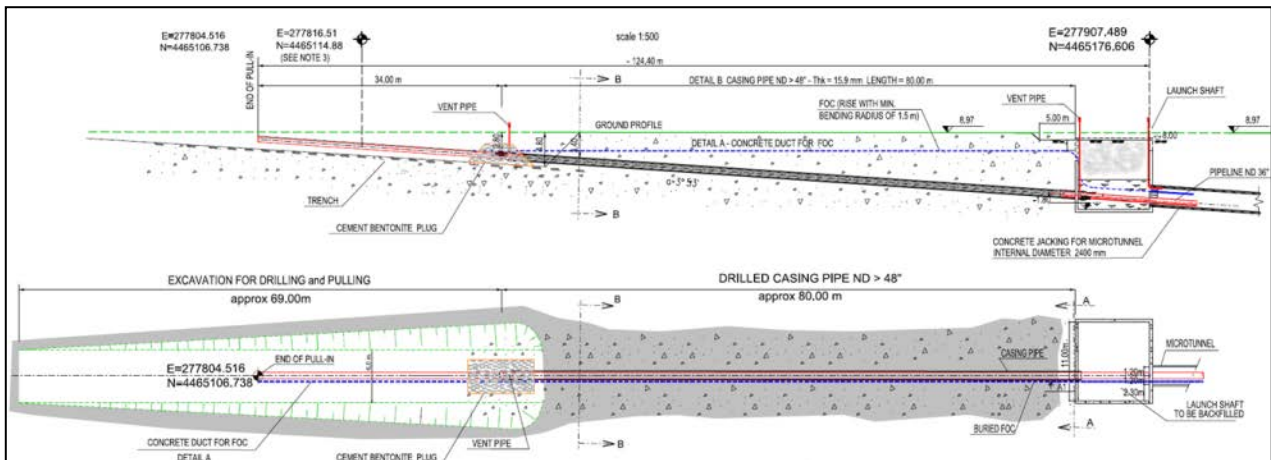 E=277804.516
N=4465106.738
E=277816.51
N=4465114.88
(SEE NOTE 3)
scale 1:500
E=277907.489
N=4465176.606
~ 124,40 m
END OF PULL-IN
34.00 m
B
DETAIL B CASING PIPE ND > 48" - Thk = 15.9 mm LENGTH = 80.00 m
VENT PIPE
FOC (RISE WITH MIN.
BENDING RADIUS OF 1.5 m)
VENT PIPE
LAUNCH SHAFT
GROUND PROFILE
8,97
5.00 m
8,97
DETAIL A - CONCRETE DUCT FOR FOC
TRENCH
CEMENT BENTONITE PLUG
B
PIPELINE ND 36"
CONCRETE JACKING FOR MICROTUNNEL
INTERNAL DIAMETER 2400 mm
EXCAVATION FOR DRILLING and PULLING
approx 69.00m
DRILLED CASING PIPE ND > 48"
approx 80,00 m
B
A
E=277804.516
N=4465106.738
END OF PULL-IN
CASING PIPE
11.00m
MICROTUNNEL
1.20m
2.30m
LAUNCH SHAFT
TO BE BACKFILLED
CONCRETE DUCT FOR FOC
DETAIL A
CEMENT BENTONITE PLUG
VENT PIPE
B
BURIED FOC
A